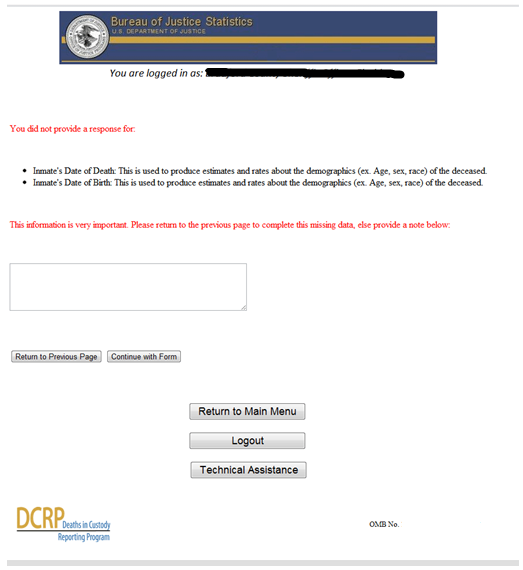 Bureau of Justice Statistics
U.S. DEPARTMENT OF JUSTICE
You are logged in as:
You did not provide a response for:
• Inmate's Date of Death: This is used to produce estimates and rates about the demographics (ex. Age, sex, race) of the deceased.
• Inmate's Date of Birth: This is used to produce estimates and rates about the demographics (ex. Age, sex, race) of the deceased.
This information is very important. Please return to the previous page to complete this missing data, else provide a note below:
Return to Previous Page Continue with Form
Return to Main Menu
Logout
Technical Assistance
DCRP Deaths in Custody
Reporting Program
OMB No.